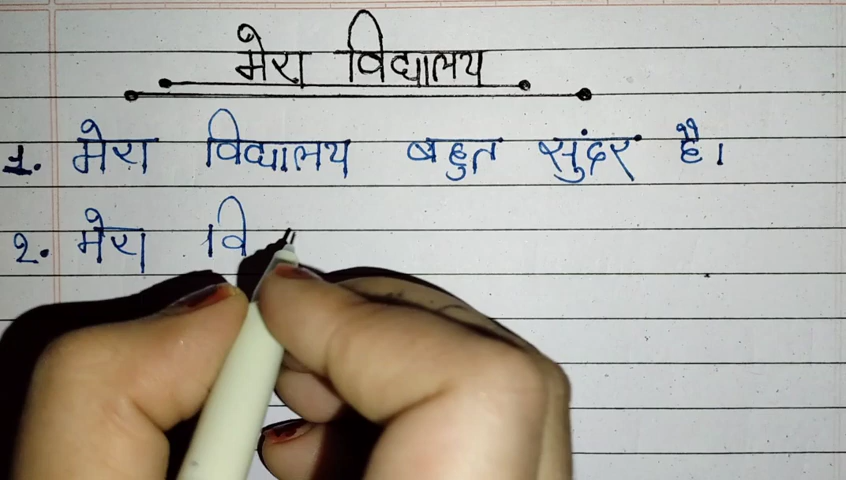 मेरा विद्यालय
1. मेरा विद्यालय बहुत सुंदर है।
2. मेरा वि